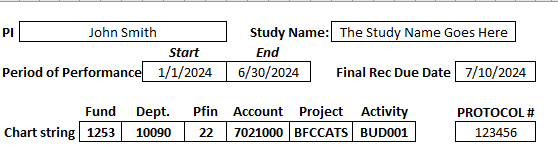 PI John Smith Study Name: The Study Name Goes Here
Start End
Period of Performance 1/1/2024 6/30/2024 Final Rec Due Date 7/10/2024
Fund Dept. Pfin Account Project Activity PROTOCOL #
Chart string 1253 10090 22 7021000 BFCCATS BUD001 123456